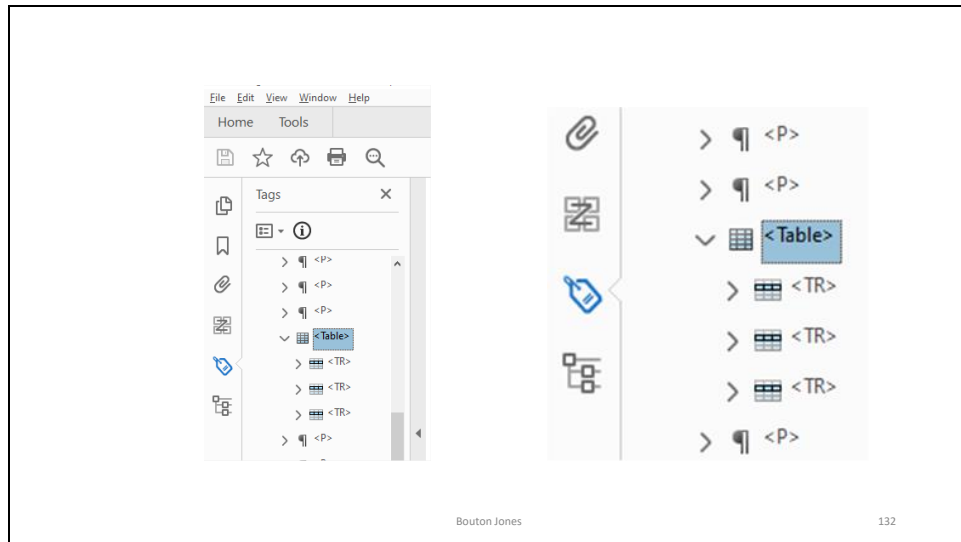 File Edit View Window Help
Home Tools
Tags
<P>
<P>
<P>
<Table>
<TR>
<TR>
<TR>
<P>
<P>
<P>
<Table>
<TR>
<TR>
<TR>
<P>
Bouton Jones
132